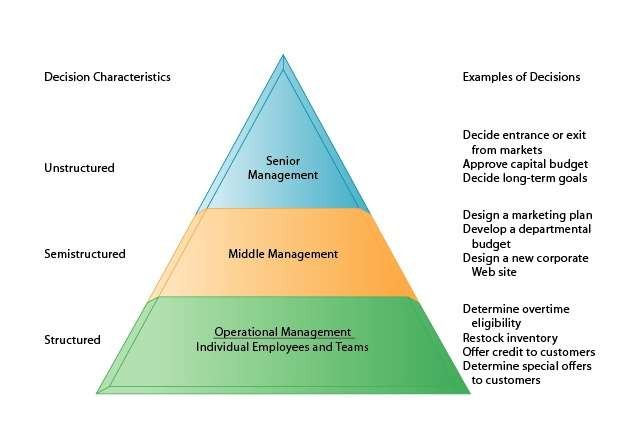 Decision Characteristics
Examples of Decisions
Unstructured
Senior
Management
Decide entrance or exit
from markets
Approve capital budget
Decide long-term goals
Semistructured
Middle Management
Design a marketing plan
Develop a departmental
budget
Design a new corporate
Web site
Structured
Operational Management
Individual Employees and Teams
Determine overtime
eligibility
Restock inventory
Offer credit to customers
Determine special offers
to customers